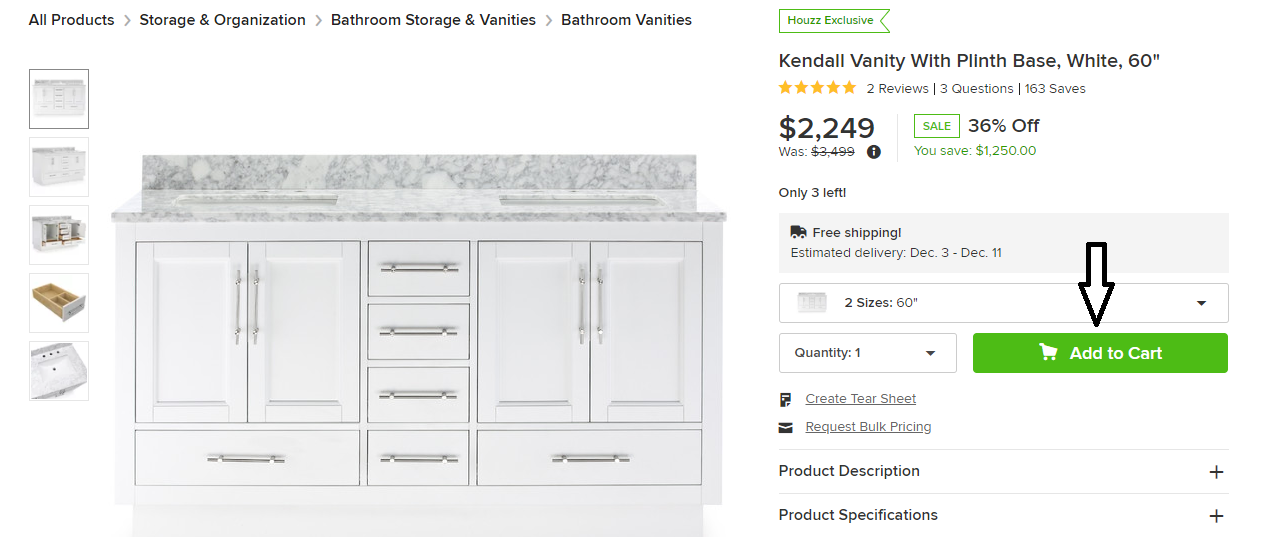 All Products > Storage & Organization > Bathroom Storage & Vanities > Bathroom Vanities
Houzz Exclusive
Kendall Vanity With Plinth Base, White, 60"
2 Reviews | 3 Questions | 163 Saves
$2,249
Was: $3,499
SALE 36% Off
You save: $1,250.00
Only 3 left!
Free shipping!
Estimated delivery: Dec. 3 - Dec. 11
2 Sizes: 60"
Quantity: 1
Add to Cart
Create Tear Sheet
Request Bulk Pricing
Product Description
Product Specifications